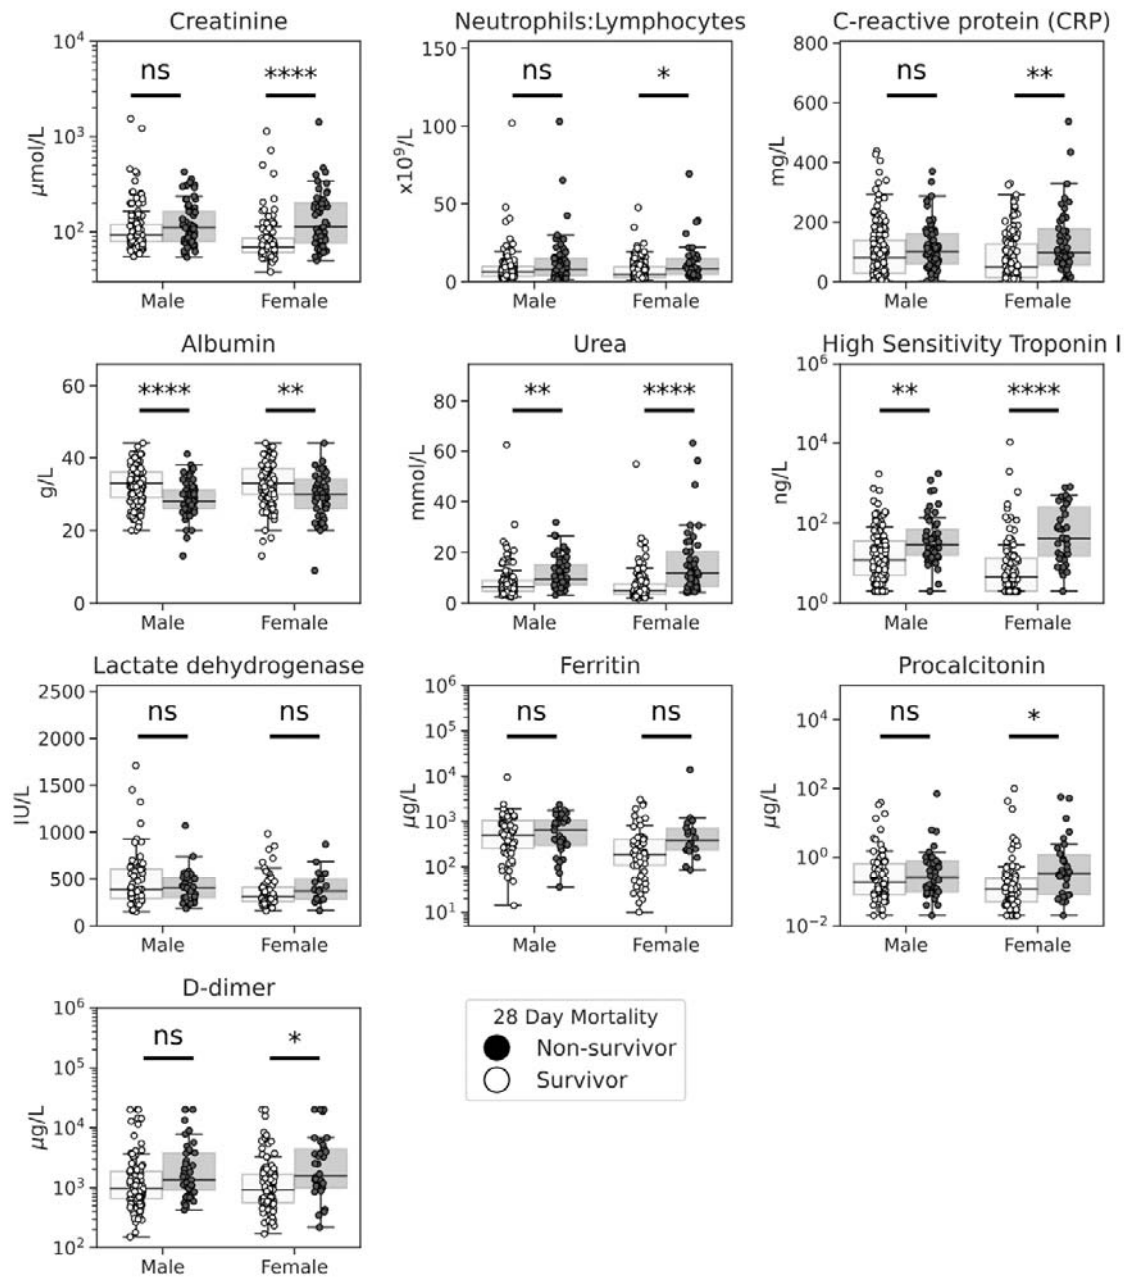 Creatinine
10⁴
10³
10²
μmol/L
ns
****
Male
Female
Neutrophils:Lymphocytes
150
100
50
0
x10⁹/L
ns
*
Male
Female
C-reactive protein (CRP)
800
600
400
200
0
mg/L
ns
**
Male
Female
Albumin
60
40
20
0
g/L
****
**
Male
Female
Urea
80
60
40
20
0
mmol/L
**
****
Male
Female
High Sensitivity Troponin I
10⁶
10⁴
10²
10⁰
ng/L
**
****
Male
Female
Lactate dehydrogenase
2500
2000
1500
1000
500
0
IU/L
ns
ns
Male
Female
Ferritin
10⁶
10⁵
10⁴
10³
10²
10¹
μg/L
ns
ns
Male
Female
Procalcitonin
10⁴
10²
10⁰
10⁻²
μg/L
ns
*
Male
Female
D-dimer
10⁶
10⁵
10⁴
10³
10²
μg/L
ns
*
Male
Female
28 Day Mortality
Non-survivor
Survivor